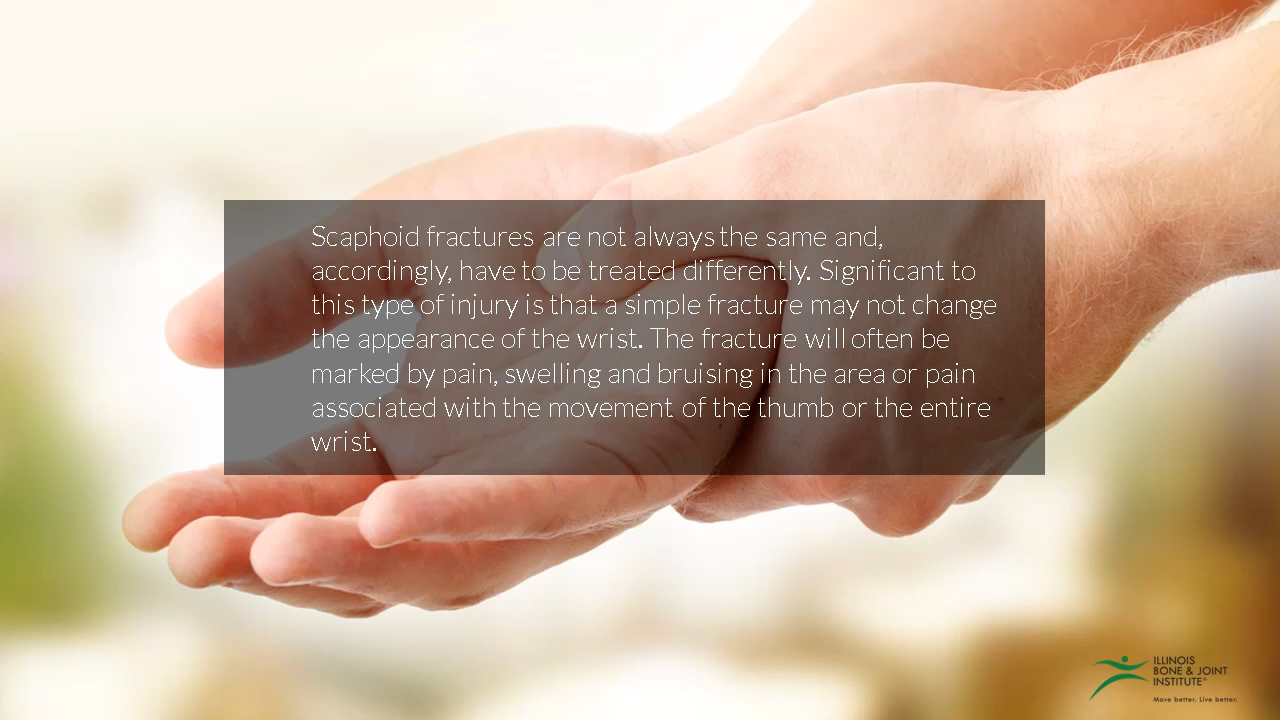 Scaphoid fractures are not always the same and,
accordingly, have to be treated differently. Significant to
this type of injury is that a simple fracture may not change
the appearance of the wrist. The fracture will often be
marked by pain, swelling and bruising in the area or pain
associated with the movement of the thumb or the entire
wrist.
ILLINOIS
BONE & JOINT
INSTITUTE®
Move better. Live better.